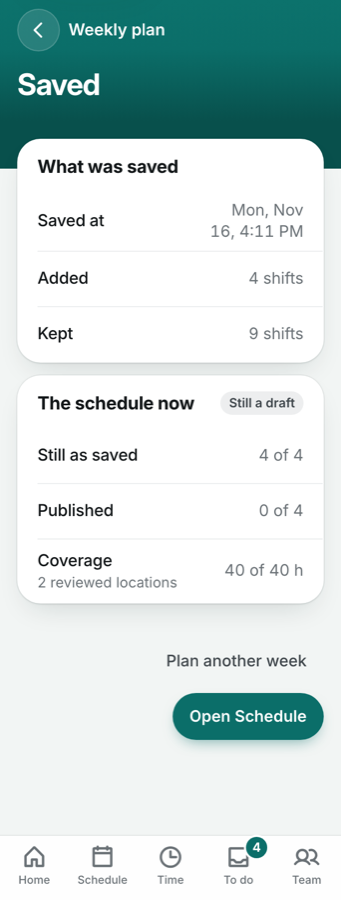 Weekly plan
Saved
What was saved
Saved at
Mon, Nov
16, 4:11 PM
Added
4 shifts
Kept
9 shifts
The schedule now
Still a draft
Still as saved
4 of 4
Published
0 of 4
Coverage
2 reviewed locations
40 of 40 h
Plan another week
Open Schedule
4
Home
Schedule
Time
To do
Team